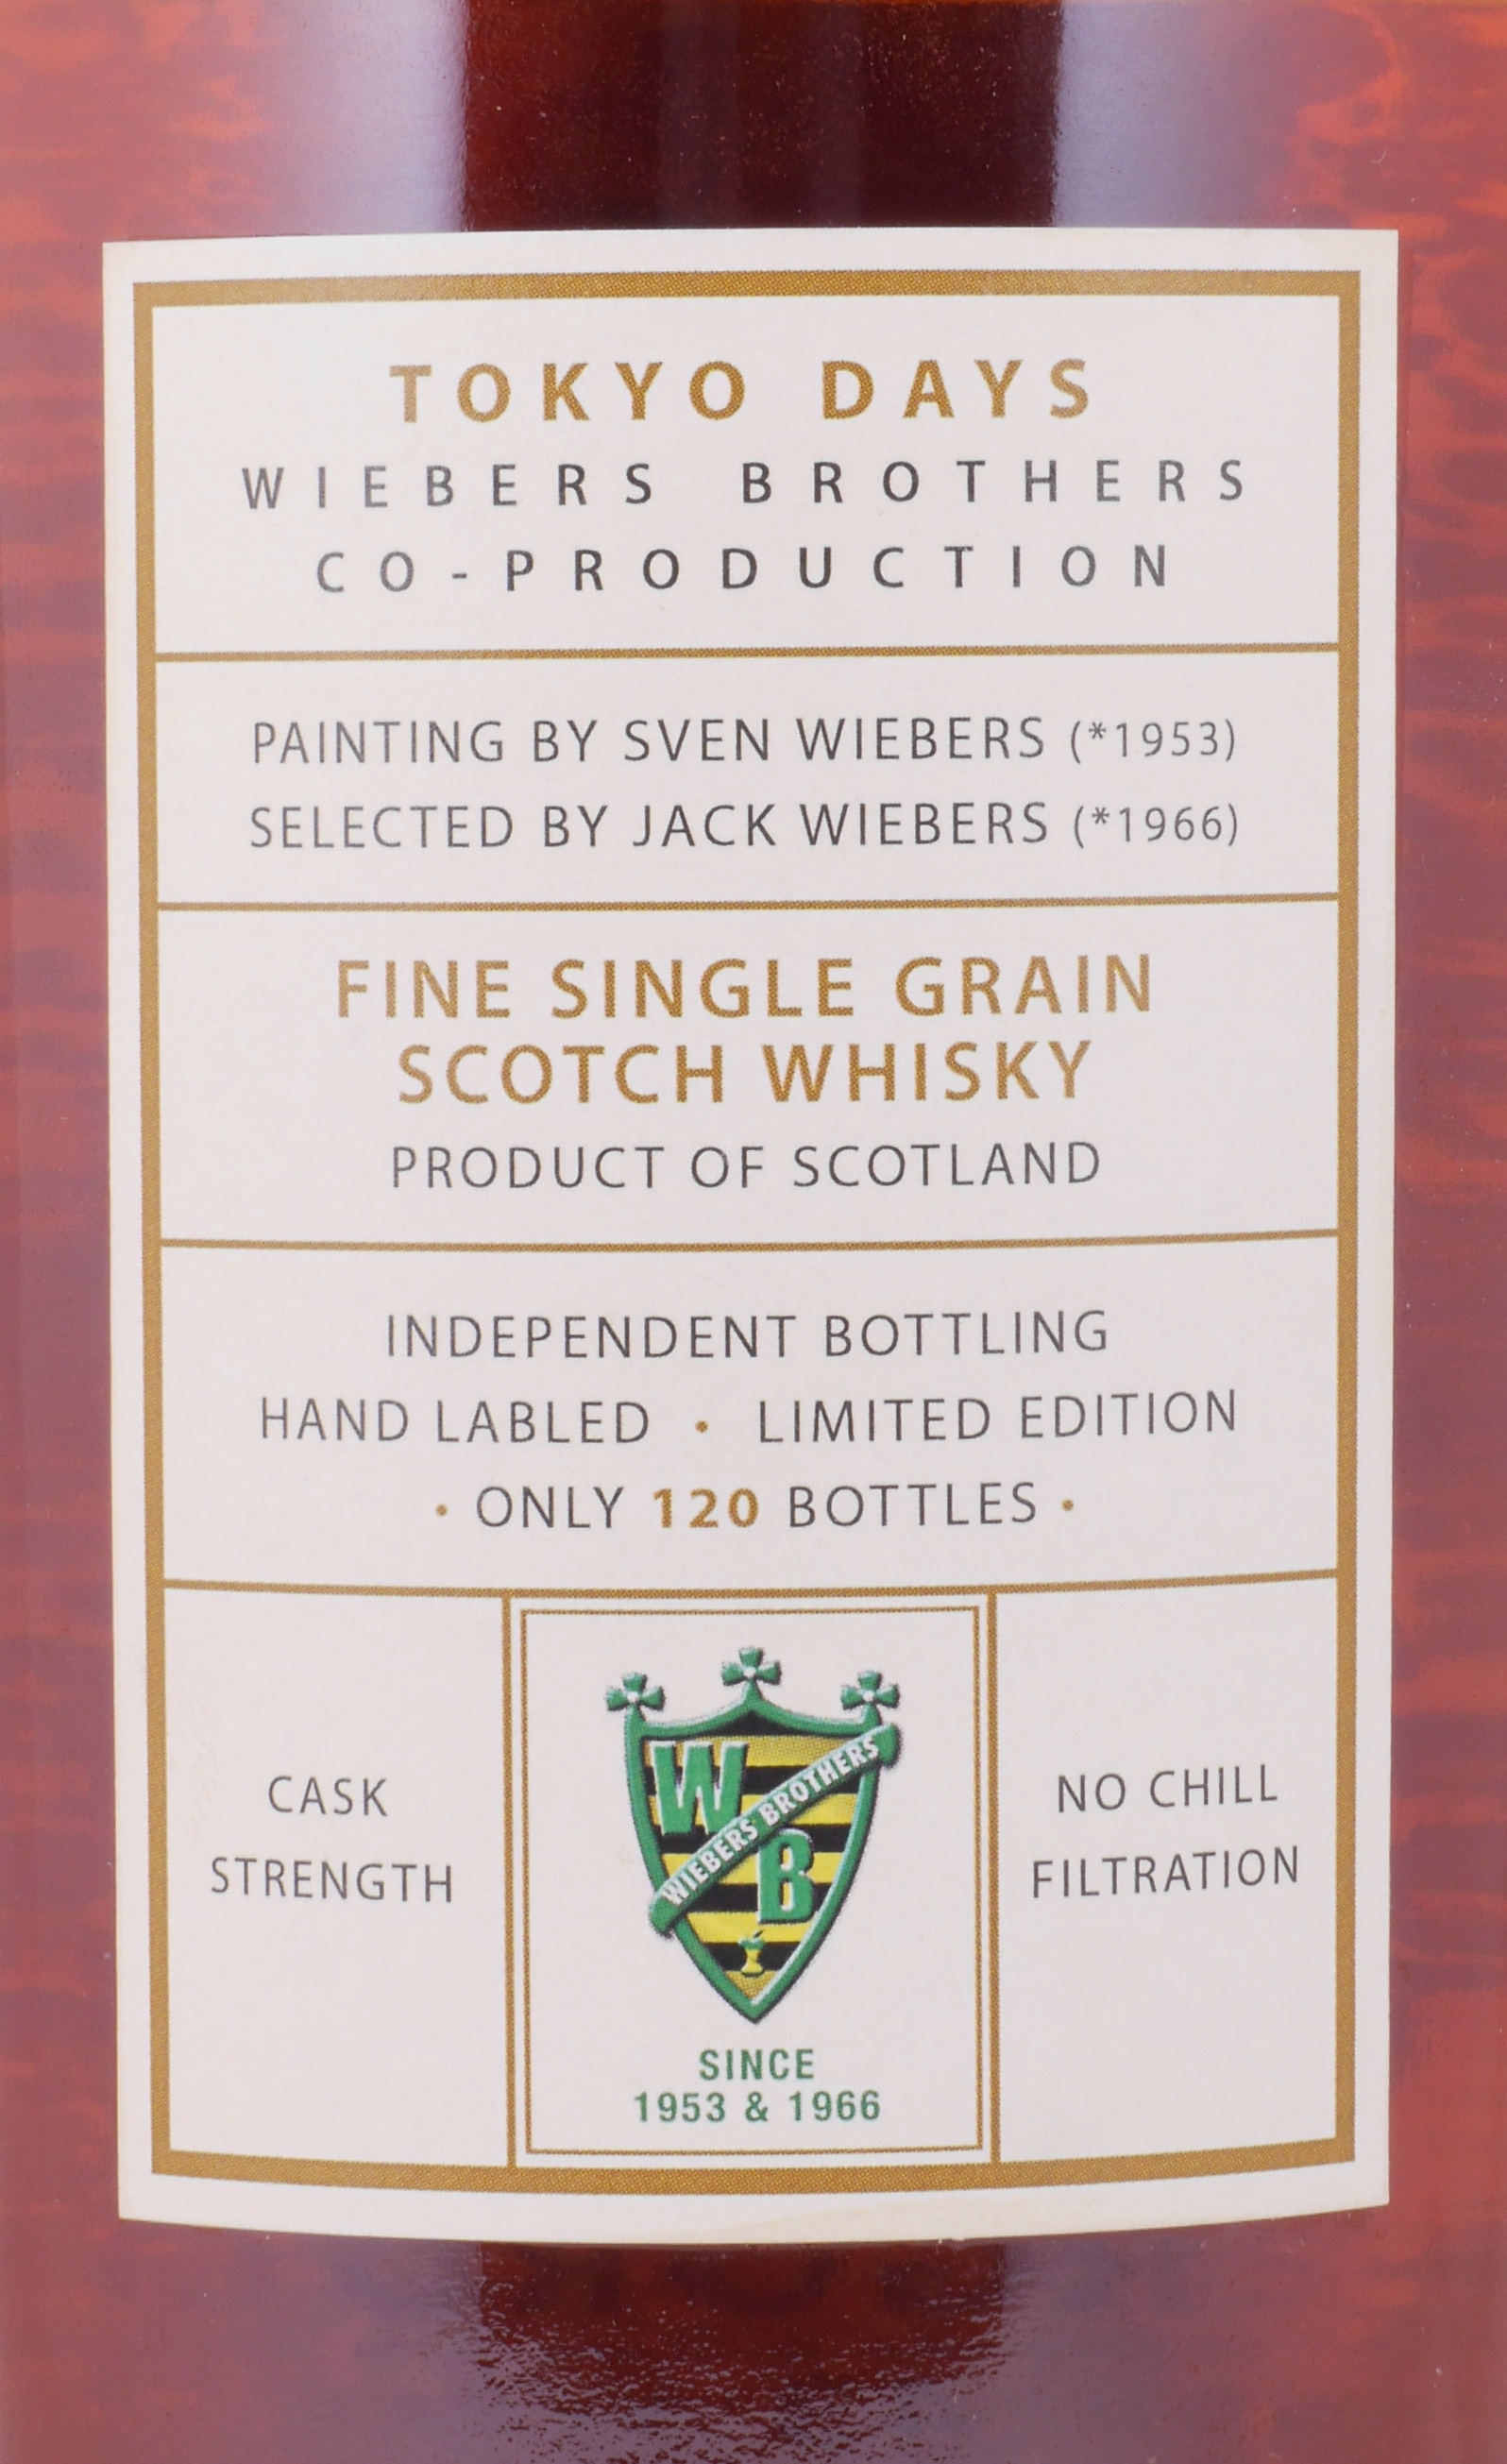 TOKYO DAYS
WIEBERS BROTHERS
CO-PRODUCTION
PAINTING BY SVEN WIEBERS (*1953)
SELECTED BY JACK WIEBERS (*1966)
FINE SINGLE GRAIN
SCOTCH WHISKY
PRODUCT OF SCOTLAND
INDEPENDENT BOTTLING
HAND LABLED • LIMITED EDITION
• ONLY 120 BOTTLES •
CASK
STRENGTH
W
WIEBERS BROTHERS
B
SINCE
1953 & 1966
NO CHILL
FILTRATION